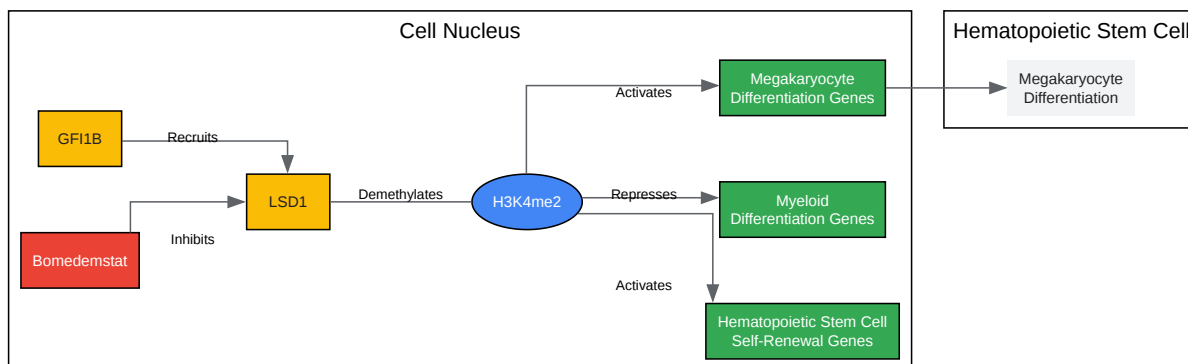 Cell Nucleus
Hematopoietic Stem Cell
Megakaryocyte
Differentiation Genes
Activates
Megakaryocyte
Differentiation
GFI1B
Recruits
LSD1
Demethylates
H3K4me2
Represses
Myeloid
Differentiation Genes
Inhibits
Bomedemstat
Activates
Hematopoietic Stem Cell
Self-Renewal Genes